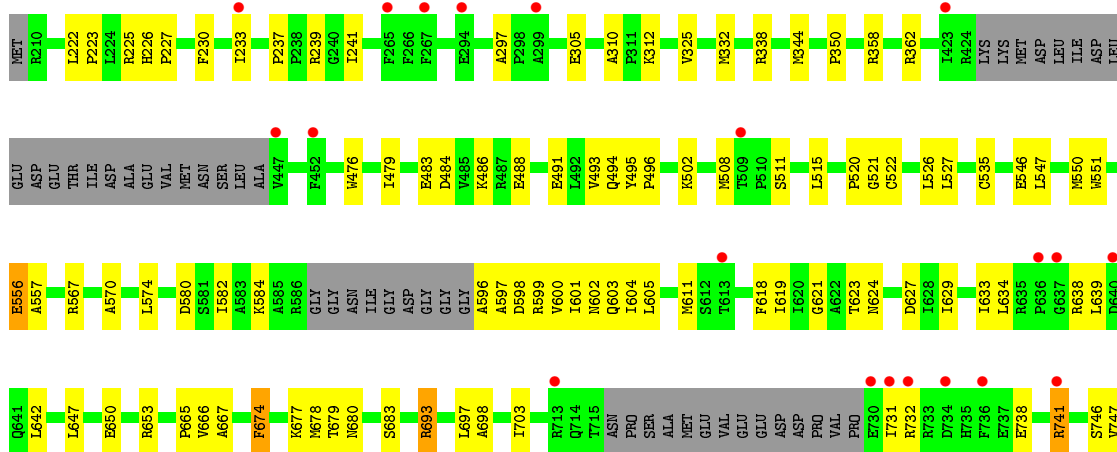 MET R210 L222 P223 L224 R225 H226 P227 F230 I233 P237 P238 R239 G240 I241 F265 F266 F267 E294 A297 P298 A299 E305 A310 P311 K312 V325 M332 R338 M344 P350 R358 R362 I423 R424 LYS LYS MET ASP LEU ILE ASP LEU
GLU ASP GLU THR ILE ASP ALA GLU VAL MET ASN SER LEU ALA V447 F452 W476 I479 E483 D484 V485 K486 R487 E488 E491 L492 V493 Q494 Y495 P496 K502 M508 T509 P510 S511 L515 P520 G521 C522 L526 L527 C535 E546 L547 M550 W551
E556 A557 R567 A570 L574 D580 S581 I582 A583 K584 A585 R586 GLY GLY ASN ILE GLY ASP GLY GLY GLY A596 A597 D598 R599 V600 I601 N602 Q603 I604 L605 M611 S612 T613 F618 I619 I620 G621 A622 T623 N624 D627 I628 I629 I633 L634 R635 P636 G637 R638 L639 D640
Q641 L642 L647 E650 R653 P665 V666 A667 F674 K677 M678 T679 N680 S683 R693 L697 A698 I703 R713 Q714 T715 ASN PRO SER ALA MET GLU VAL GLU GLU ASP ASP PRO VAL PRO E730 I731 R732 R733 D734 H735 F736 E737 E738 R741 S746 V747